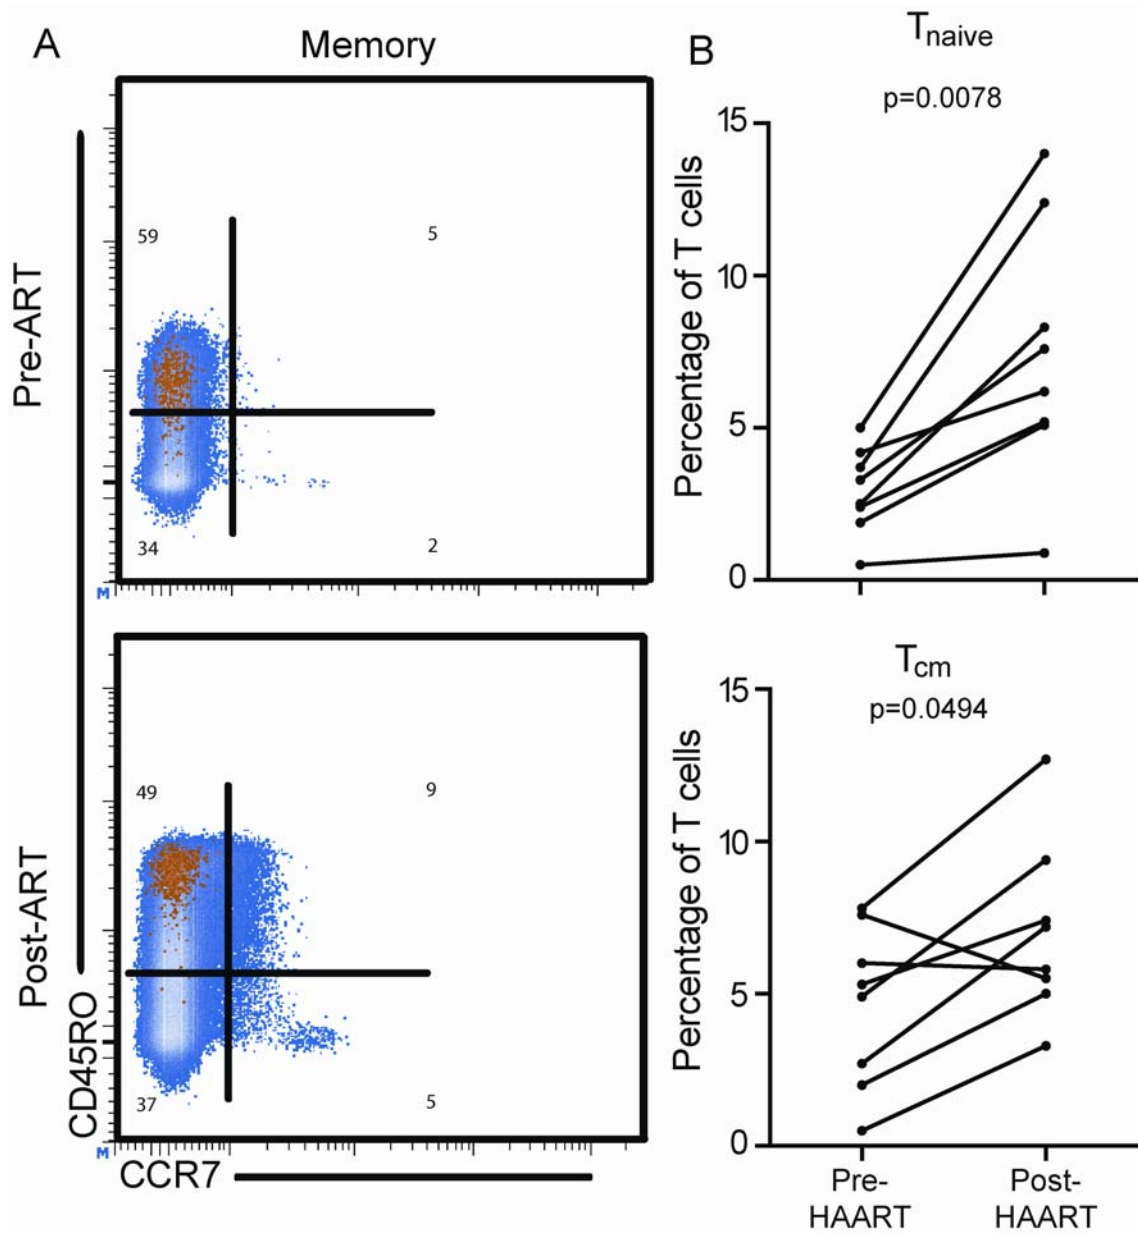 A
Memory
Pre-ART
59
5
34
2
M
Post-ART
49
9
37
5
M
CD45RO
CCR7
B
Tnaive
p=0.0078
Percentage of T cells
15
10
5
0
Tcm
p=0.0494
Percentage of T cells
15
10
5
0
Pre-
HAART
Post-
HAART